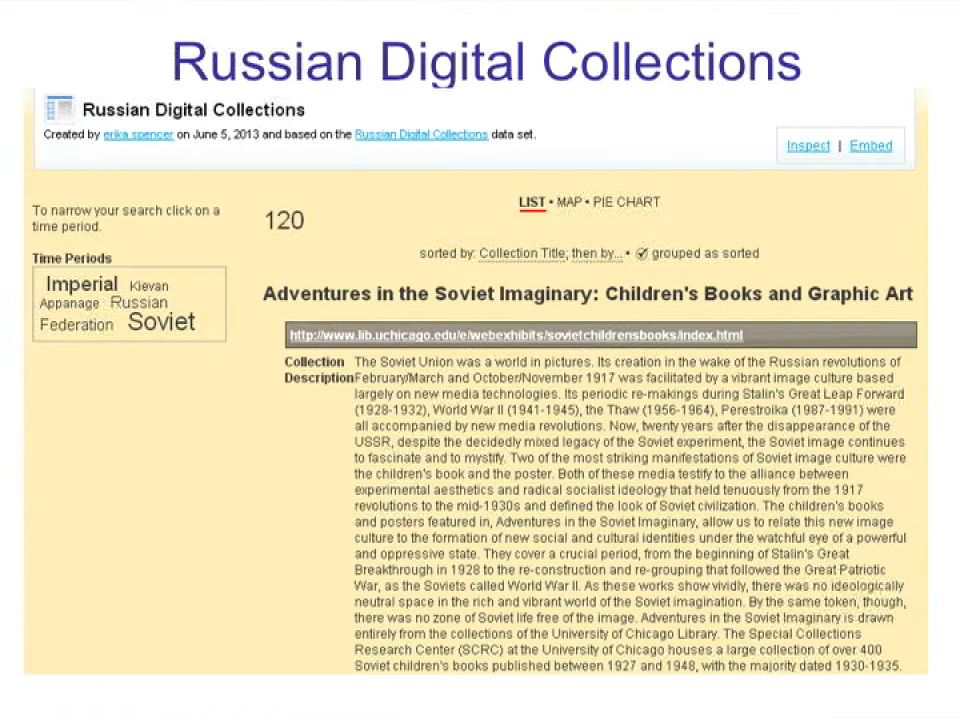 Russian Digital Collections
Russian Digital Collections
Created by erika.spencer on June 5, 2013 and based on the Russian Digital Collections data set.
Inspect | Embed
To narrow your search click on a
time period.
Time Periods
Imperial Kievan
Appanage Russian
Federation Soviet
120
LIST • MAP • PIE CHART
sorted by: Collection Title; then by... • grouped as sorted
Adventures in the Soviet Imaginary: Children's Books and Graphic Art
http://www.lib.uchicago.edu/e/webexhibits/sovietchildrensbooks/index.html
Collection The Soviet Union was a world in pictures. Its creation in the wake of the Russian revolutions of
Description February/March and October/November 1917 was facilitated by a vibrant image culture based
largely on new media technologies. Its periodic re-makings during Stalin's Great Leap Forward
(1928-1932), World War II (1941-1945), the Thaw (1956-1964), Perestroika (1987-1991) were
all accompanied by new media revolutions. Now, twenty years after the disappearance of the
USSR, despite the decidedly mixed legacy of the Soviet experiment, the Soviet image continues
to fascinate and to mystify. Two of the most striking manifestations of Soviet image culture were
the children's book and the poster. Both of these media testify to the alliance between
experimental aesthetics and radical socialist ideology that held tenuously from the 1917
revolutions to the mid-1930s and defined the look of Soviet civilization. The children's books
and posters featured in, Adventures in the Soviet Imaginary, allow us to relate this new image
culture to the formation of new social and cultural identities under the watchful eye of a powerful
and oppressive state. They cover a crucial period, from the beginning of Stalin's Great
Breakthrough in 1928 to the re-construction and re-grouping that followed the Great Patriotic
War, as the Soviets called World War II. As these works show vividly, there was no ideologically
neutral space in the rich and vibrant world of the Soviet imagination. By the same token, though,
there was no zone of Soviet life free of the image. Adventures in the Soviet Imaginary is drawn
entirely from the collections of the University of Chicago Library. The Special Collections
Research Center (SCRC) at the University of Chicago houses a large collection of over 400
Soviet children's books published between 1927 and 1948, with the majority dated 1930-1935.